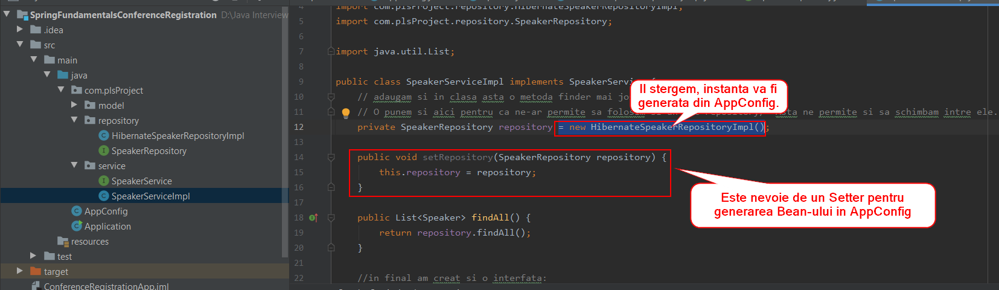 SpringFundamentalsConferenceRegistration D:\Java Interview
.idea
src
main
java
com.plsProject
model
repository
HibernateSpeakerRepositoryImpl
SpeakerRepository
service
SpeakerService
SpeakerServiceImpl
AppConfig
Application
resources
test
target
ConferenceRegistrationApp.iml
4 import com.plsProject.repository.HibernateSpeakerRepositoryImpl;
5 import com.plsProject.repository.SpeakerRepository;
6
7 import java.util.List;
8
9 public class SpeakerServiceImpl implements SpeakerServic {
10 // adaugam si in clasa asta o metoda finder mai jo
11 // O punem si aici pentru ca ne-ar permite sa folosim si ista ne permite si sa schimbam intre ele.
12 private SpeakerRepository repository = new HibernateSpeakerRepositoryImpl();
13
14 public void setRepository(SpeakerRepository repository) {
15 this.repository = repository;
16 }
17
18 public List<Speaker> findAll() {
19 return repository.findAll();
20 }
21
22 //in final am creat si o interfata:
Il stergem, instanta va fi
generata din AppConfig.
Este nevoie de un Setter pentru
generarea Bean-ului in AppConfig